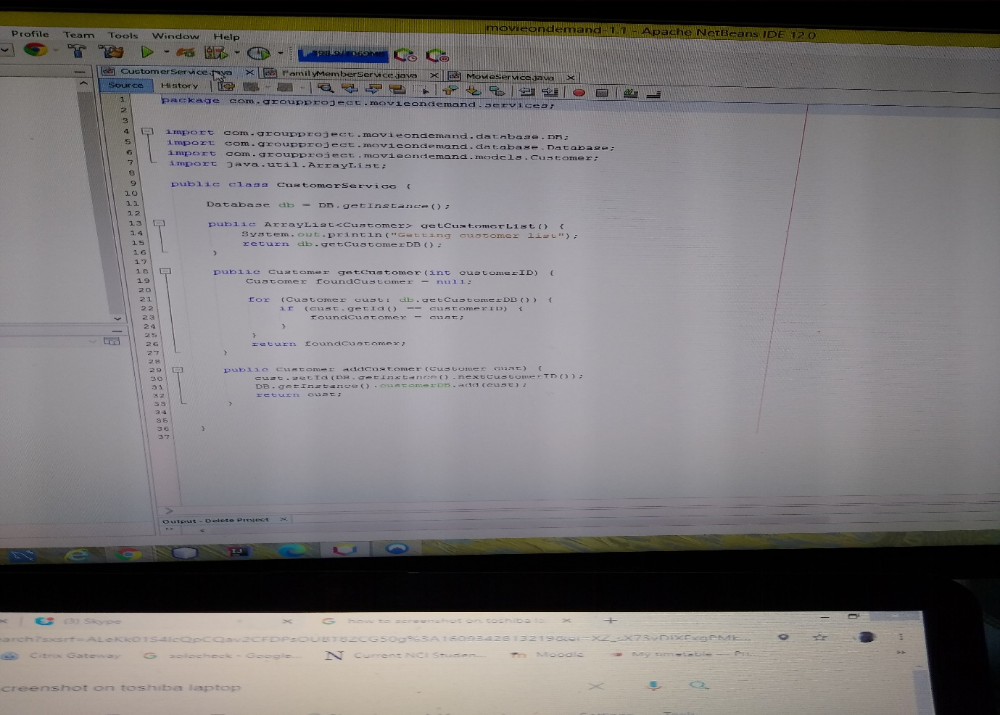 movieondemand-1.1 - Apache NetBeans IDE 12.0
Profile Team Tools Window Help
398.9/1069MB
CustomerService.java FamilyMemberService.java MovieService.java
Source History
1 package com.groupproject.movieondemand.services;
2
3
4 import com.groupproject.movieondemand.database.DB;
5 import com.groupproject.movieondemand.database.Database;
6 import com.groupproject.movieondemand.models.Customer;
7 import java.util.ArrayList;
8
9 public class CustomerService {
10
11 Database db = DB.getInstance();
12
13 public ArrayList<Customer> getCustomerList() {
14 System.out.println("Getting customer list");
15 return db.getCustomerDB();
16 }
17
18 public Customer getCustomer(int customerID) {
19 Customer foundCustomer = null;
20
21 for (Customer cust: db.getCustomerDB()) {
22 if (cust.getId() == customerID) {
23 foundCustomer = cust;
24 }
25 }
26 return foundCustomer;
27 }
28
29 public Customer addCustomer(Customer cust) {
30 cust.setId(DB.getInstance().nextCustomerID());
31 DB.getInstance().customerDB.add(cust);
32 return cust;
33 }
34
35
36 }
37
Output - Delete Project
(3) Skype how to screenshot on toshiba la
Citrix Gateway solocheck - Google... Current NCI Studen... Moodle My timetable —
creenshot on toshiba laptop